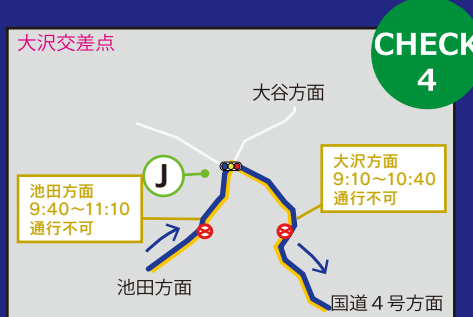 大沢交差点
CHECK
4
大谷方面
J
大沢方面
9:10〜10:40
通行不可
池田方面
9:40〜11:10
通行不可
池田方面
国道４号方面